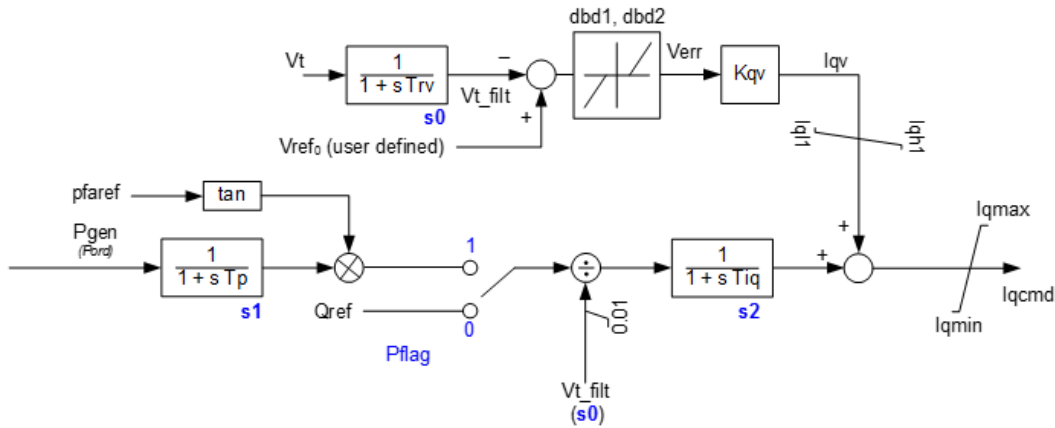 dbd1, dbd2
Vt
1
1 + s Trv
s0
Vt_filt
–
+
Verr
Kqv
Iqv
Vref₀ (user defined)
Iql1
Iqh1
pfaref
tan
Pgen
(Pord)
1
1 + s Tp
s1
1
Qref
0
Pflag
÷
0.01
Vt_filt
(s0)
1
1 + s Tiq
s2
+
+
Iqmax
Iqcmd
Iqmin